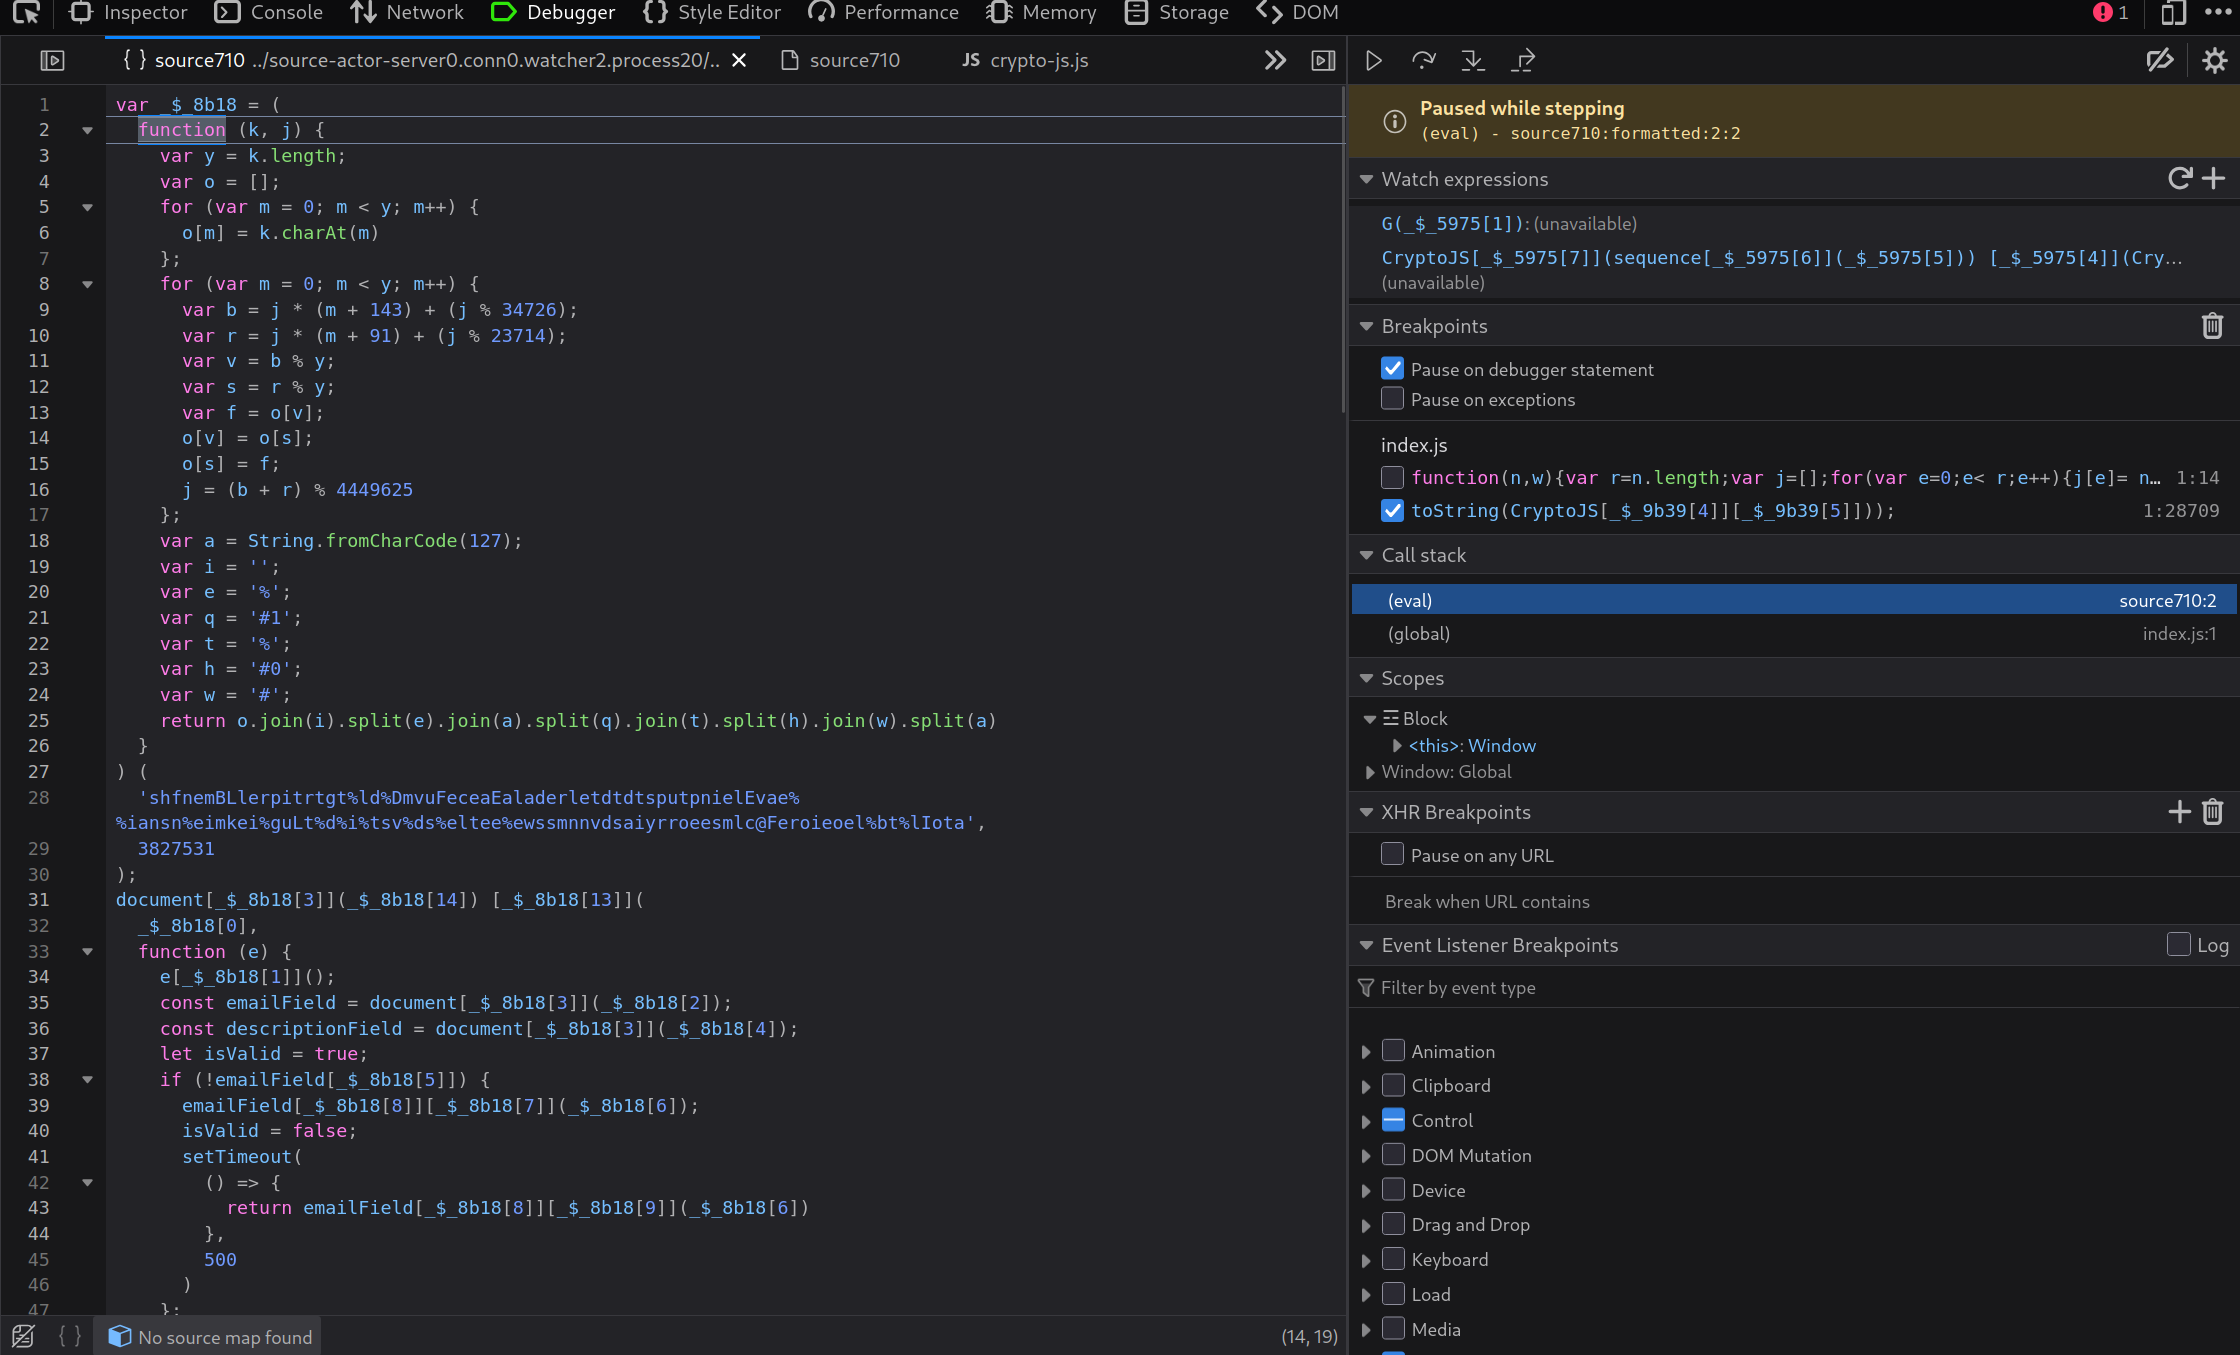 Inspector Console Network Debugger Style Editor Performance Memory Storage DOM 1
{ } source710 ../source-actor-server0.conn0.watcher2.process20/.. source710 JS crypto-js.js
1 var _$_8b18 = (
2 function (k, j) {
3 var y = k.length;
4 var o = [];
5 for (var m = 0; m < y; m++) {
6 o[m] = k.charAt(m)
7 };
8 for (var m = 0; m < y; m++) {
9 var b = j * (m + 143) + (j % 34726);
10 var r = j * (m + 91) + (j % 23714);
11 var v = b % y;
12 var s = r % y;
13 var f = o[v];
14 o[v] = o[s];
15 o[s] = f;
16 j = (b + r) % 4449625
17 };
18 var a = String.fromCharCode(127);
19 var i = '';
20 var e = '%';
21 var q = '#1';
22 var t = '%';
23 var h = '#0';
24 var w = '#';
25 return o.join(i).split(e).join(a).split(q).join(t).split(h).join(w).split(a)
26 }
27 ) (
28 'shfnemBLlerpitrtgt%ld%DmvuFeceaEaladerletdtdtsputpnielEvae%
%iansn%eimkei%guLt%d%i%tsv%ds%eltee%ewssmnnvdsaiyrroeesmlc@Feroieoel%bt%lIota',
29 3827531
30 );
31 document[_$_8b18[3]](_$_8b18[14]) [_$_8b18[13]](
32 _$_8b18[0],
33 function (e) {
34 e[_$_8b18[1]]();
35 const emailField = document[_$_8b18[3]](_$_8b18[2]);
36 const descriptionField = document[_$_8b18[3]](_$_8b18[4]);
37 let isValid = true;
38 if (!emailField[_$_8b18[5]]) {
39 emailField[_$_8b18[8]][_$_8b18[7]](_$_8b18[6]);
40 isValid = false;
41 setTimeout(
42 () => {
43 return emailField[_$_8b18[8]][_$_8b18[9]](_$_8b18[6])
44 },
45 500
46 )
47 };
{ } No source map found (14, 19)
Paused while stepping
(eval) - source710:formatted:2:2
Watch expressions
G(_$_5975[1]): (unavailable)
CryptoJS[_$_5975[7]](sequence[_$_5975[6]](_$_5975[5])) [_$_5975[4]](Cry…
(unavailable)
Breakpoints
Pause on debugger statement
Pause on exceptions
index.js
function(n,w){var r=n.length;var j=[];for(var e=0;e< r;e++){j[e]= n… 1:14
toString(CryptoJS[_$_9b39[4]][_$_9b39[5]])); 1:28709
Call stack
(eval) source710:2
(global) index.js:1
Scopes
Block
<this>: Window
Window: Global
XHR Breakpoints
Pause on any URL
Break when URL contains
Event Listener Breakpoints Log
Filter by event type
Animation
Clipboard
Control
DOM Mutation
Device
Drag and Drop
Keyboard
Load
Media